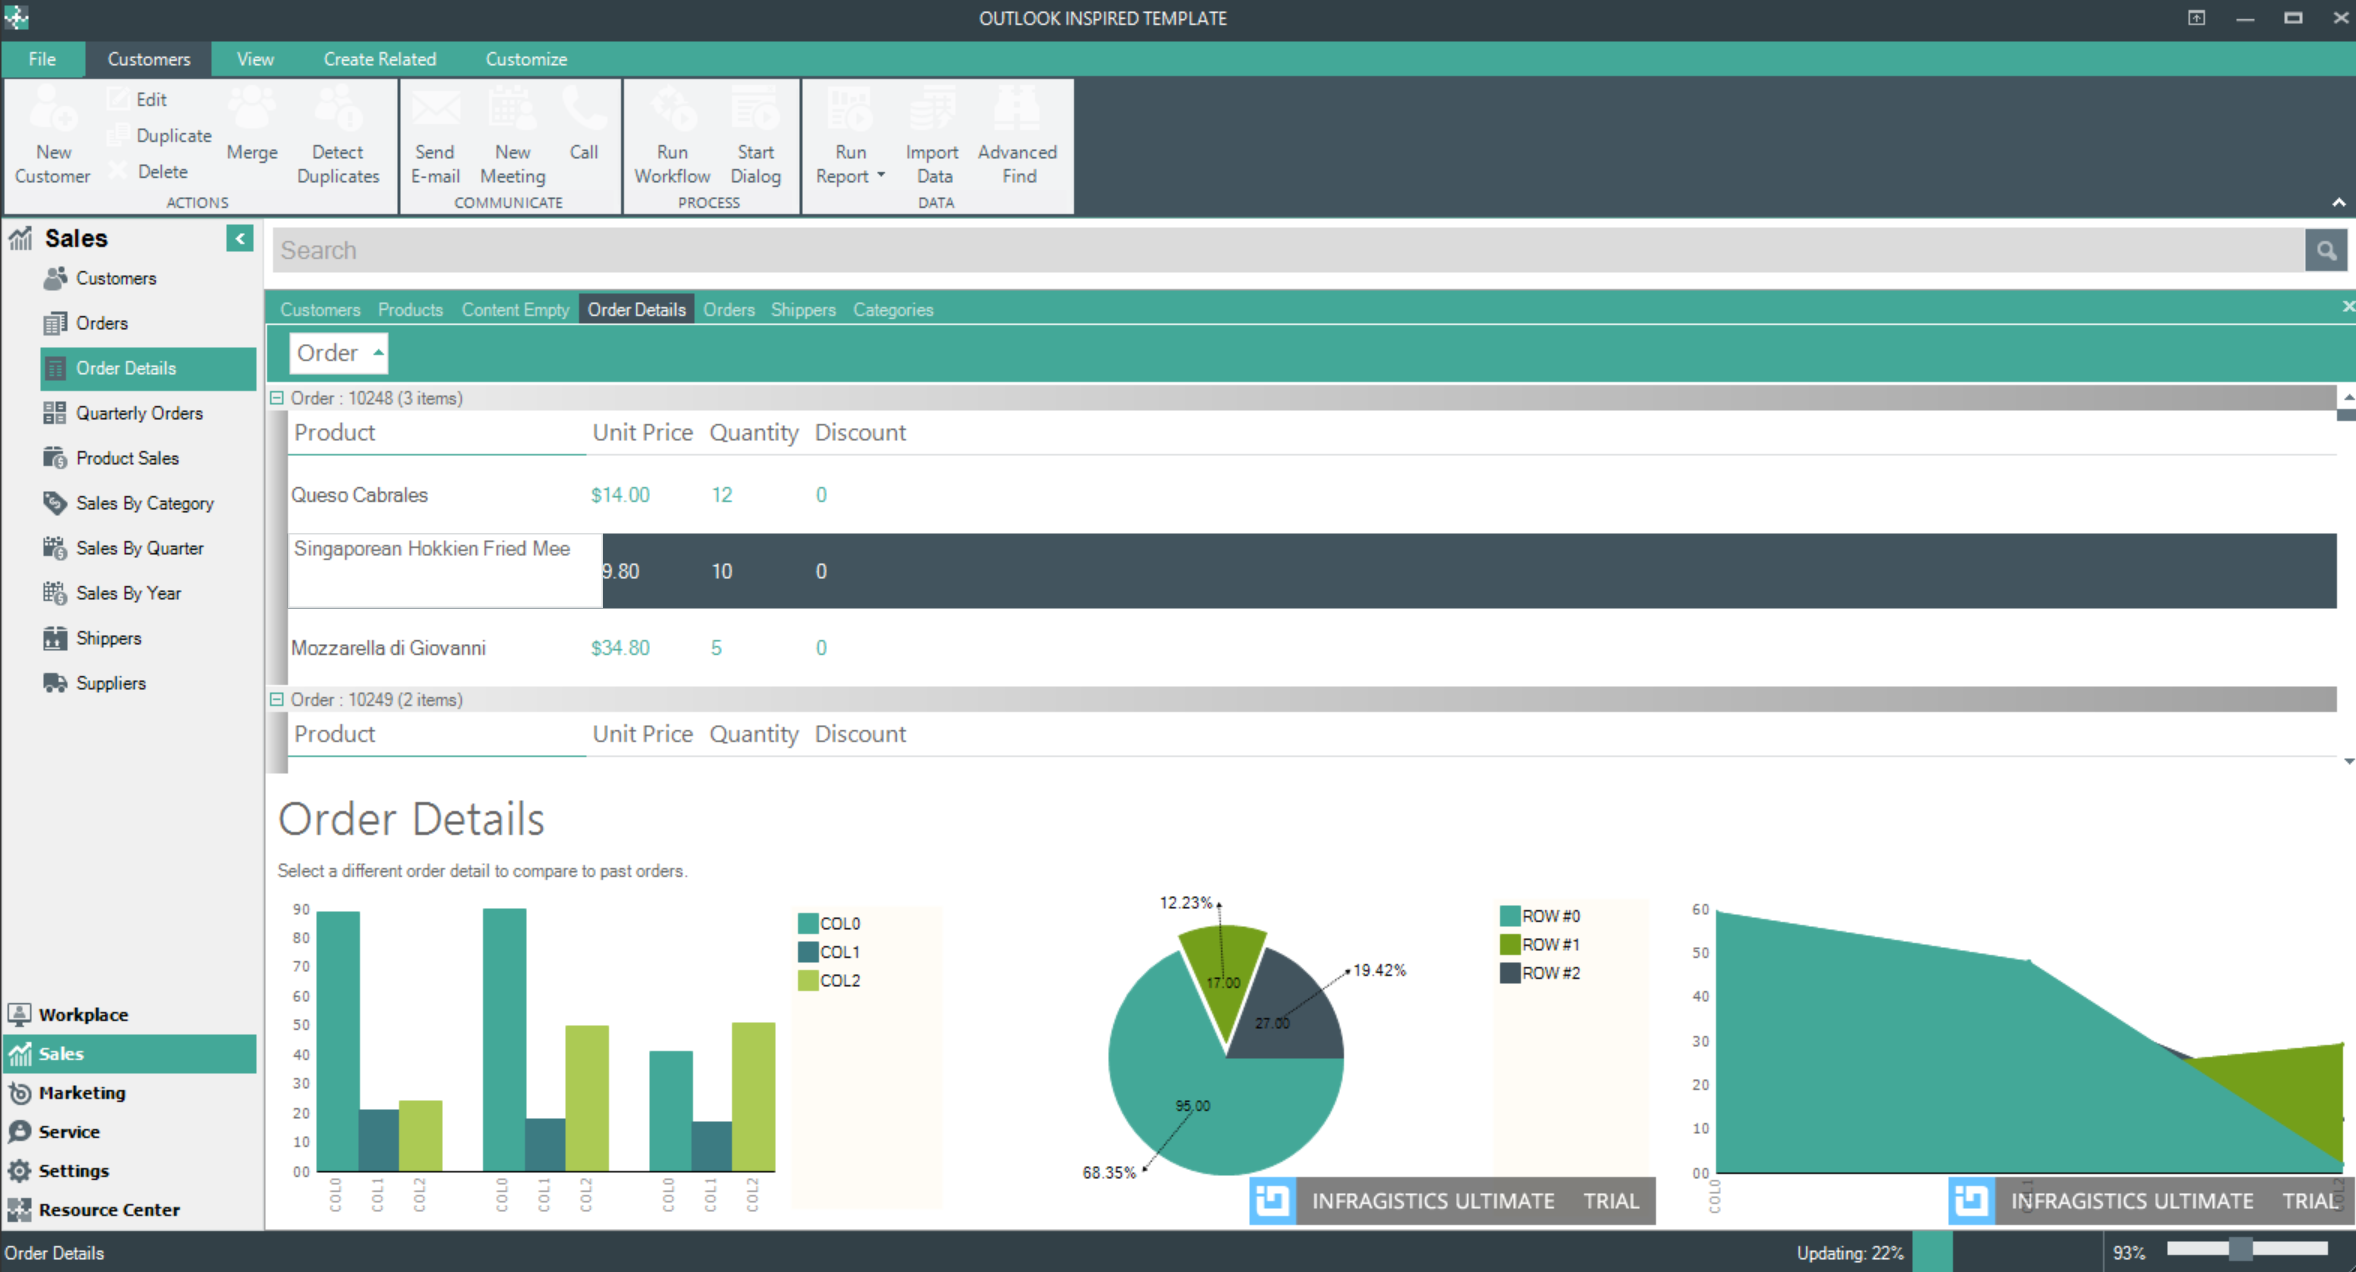 OUTLOOK INSPIRED TEMPLATE
File Customers View Create Related Customize
New Customer
Edit
Duplicate
Delete
Merge
Detect Duplicates
ACTIONS
Send E-mail
New Meeting
Call
COMMUNICATE
Run Workflow
Start Dialog
PROCESS
Run Report
Import Data
Advanced Find
DATA
Sales
Customers
Orders
Order Details
Quarterly Orders
Product Sales
Sales By Category
Sales By Quarter
Sales By Year
Shippers
Suppliers
Workplace
Sales
Marketing
Service
Settings
Resource Center
Search
Customers Products Content Empty Order Details Orders Shippers Categories
Order
Order : 10248 (3 items)
Product Unit Price Quantity Discount
Queso Cabrales $14.00 12 0
Singaporean Hokkien Fried Mee 9.80 10 0
Mozzarella di Giovanni $34.80 5 0
Order : 10249 (2 items)
Product Unit Price Quantity Discount
Order Details
Select a different order detail to compare to past orders.
90
80
70
60
50
40
30
20
10
00
COL0 COL1 COL2 COL0 COL1 COL2 COL0 COL1 COL2
COL0
COL1
COL2
12.23%
17.00
19.42%
27.00
95.00
68.35%
ROW #0
ROW #1
ROW #2
INFRAGISTICS ULTIMATE TRIAL
60
50
40
30
20
10
00
COL0
INFRAGISTICS ULTIMATE TRIAL
Order Details
Updating: 22%
93%